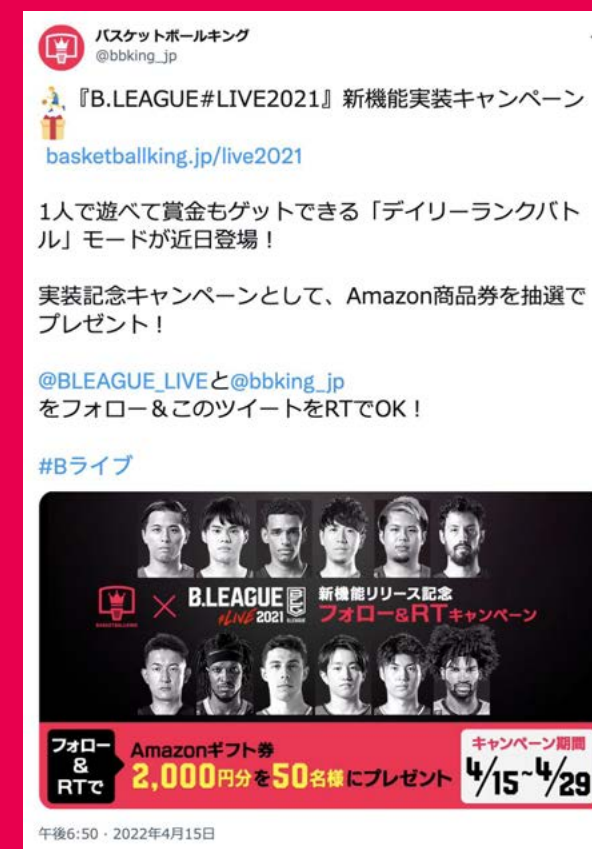 バスケットボールキング
@bbking_jp
『B.LEAGUE#LIVE2021』新機能実装キャンペーン
basketballking.jp/live2021
1人で遊べて賞金もゲットできる「デイリーランクバト
ル」モードが近日登場！
実装記念キャンペーンとして、Amazon商品券を抽選で
プレゼント！
@BLEAGUE_LIVEと@bbking_jp
をフォロー＆このツイートをRTでOK！
#Bライブ
BASKETBALLKING × B.LEAGUE #LIVE 2021 B.LEAGUE 新機能リリース記念
フォロー&RTキャンペーン
フォロー
&
RTで
Amazonギフト券
2,000円分を50名様にプレゼント
キャンペーン期間
4/15~4/29
午後6:50 · 2022年4月15日